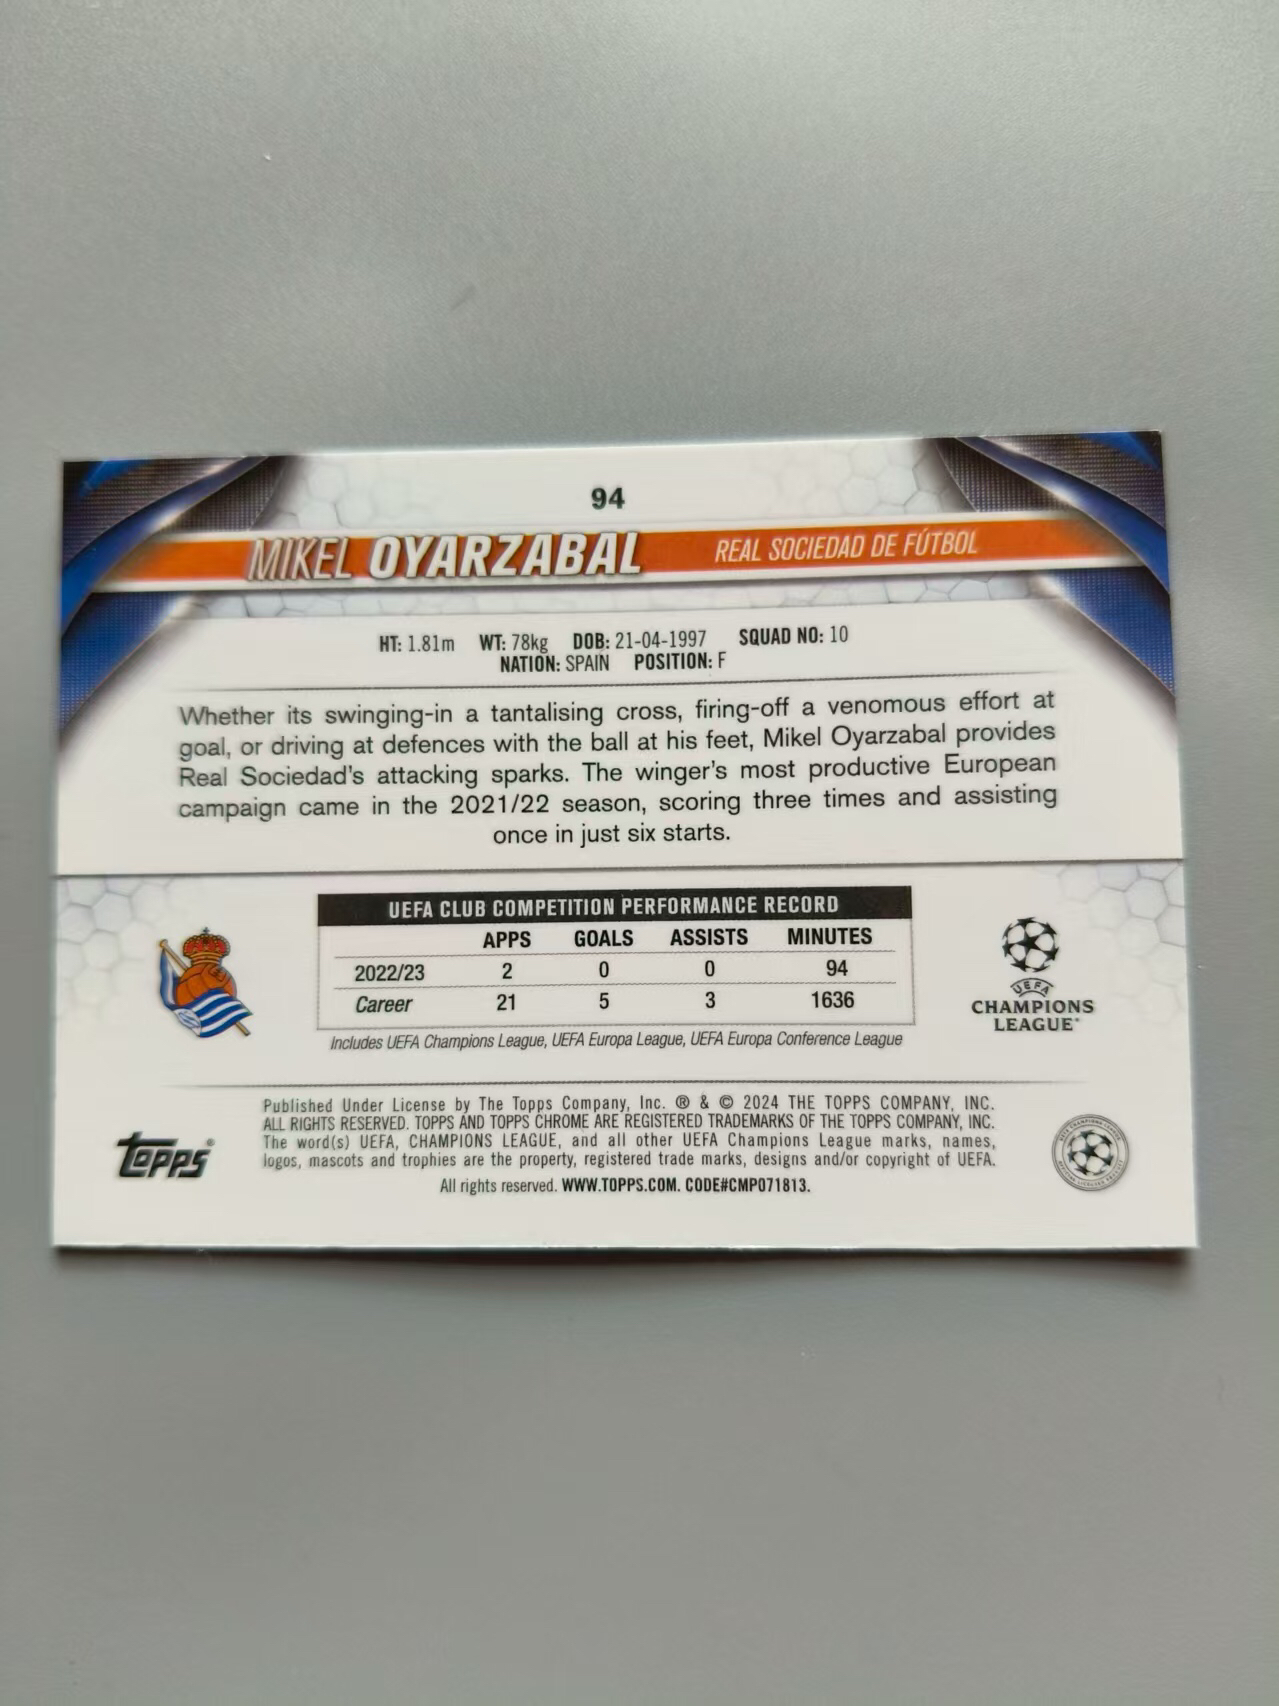 94
MIKEL OYARZABAL REAL SOCIEDAD DE FÚTBOL
HT: 1.81m WT: 78kg DOB: 21-04-1997 SQUAD NO: 10
NATION: SPAIN POSITION: F
Whether its swinging-in a tantalising cross, firing-off a venomous effort at
goal, or driving at defences with the ball at his feet, Mikel Oyarzabal provides
Real Sociedad's attacking sparks. The winger's most productive European
campaign came in the 2021/22 season, scoring three times and assisting
once in just six starts.
UEFA CLUB COMPETITION PERFORMANCE RECORD
APPS GOALS ASSISTS MINUTES
2022/23 2 0 0 94
Career 21 5 3 1636
Includes UEFA Champions League, UEFA Europa League, UEFA Europa Conference League
UEFA
CHAMPIONS
LEAGUE
Topps®
Published Under License by The Topps Company, Inc. ® & © 2024 THE TOPPS COMPANY, INC.
ALL RIGHTS RESERVED. TOPPS AND TOPPS CHROME ARE REGISTERED TRADEMARKS OF THE TOPPS COMPANY, INC.
The word(s) UEFA, CHAMPIONS LEAGUE, and all other UEFA Champions League marks, names,
logos, mascots and trophies are the property, registered trade marks, designs and/or copyright of UEFA.
All rights reserved. WWW.TOPPS.COM. CODE#CMP071813.